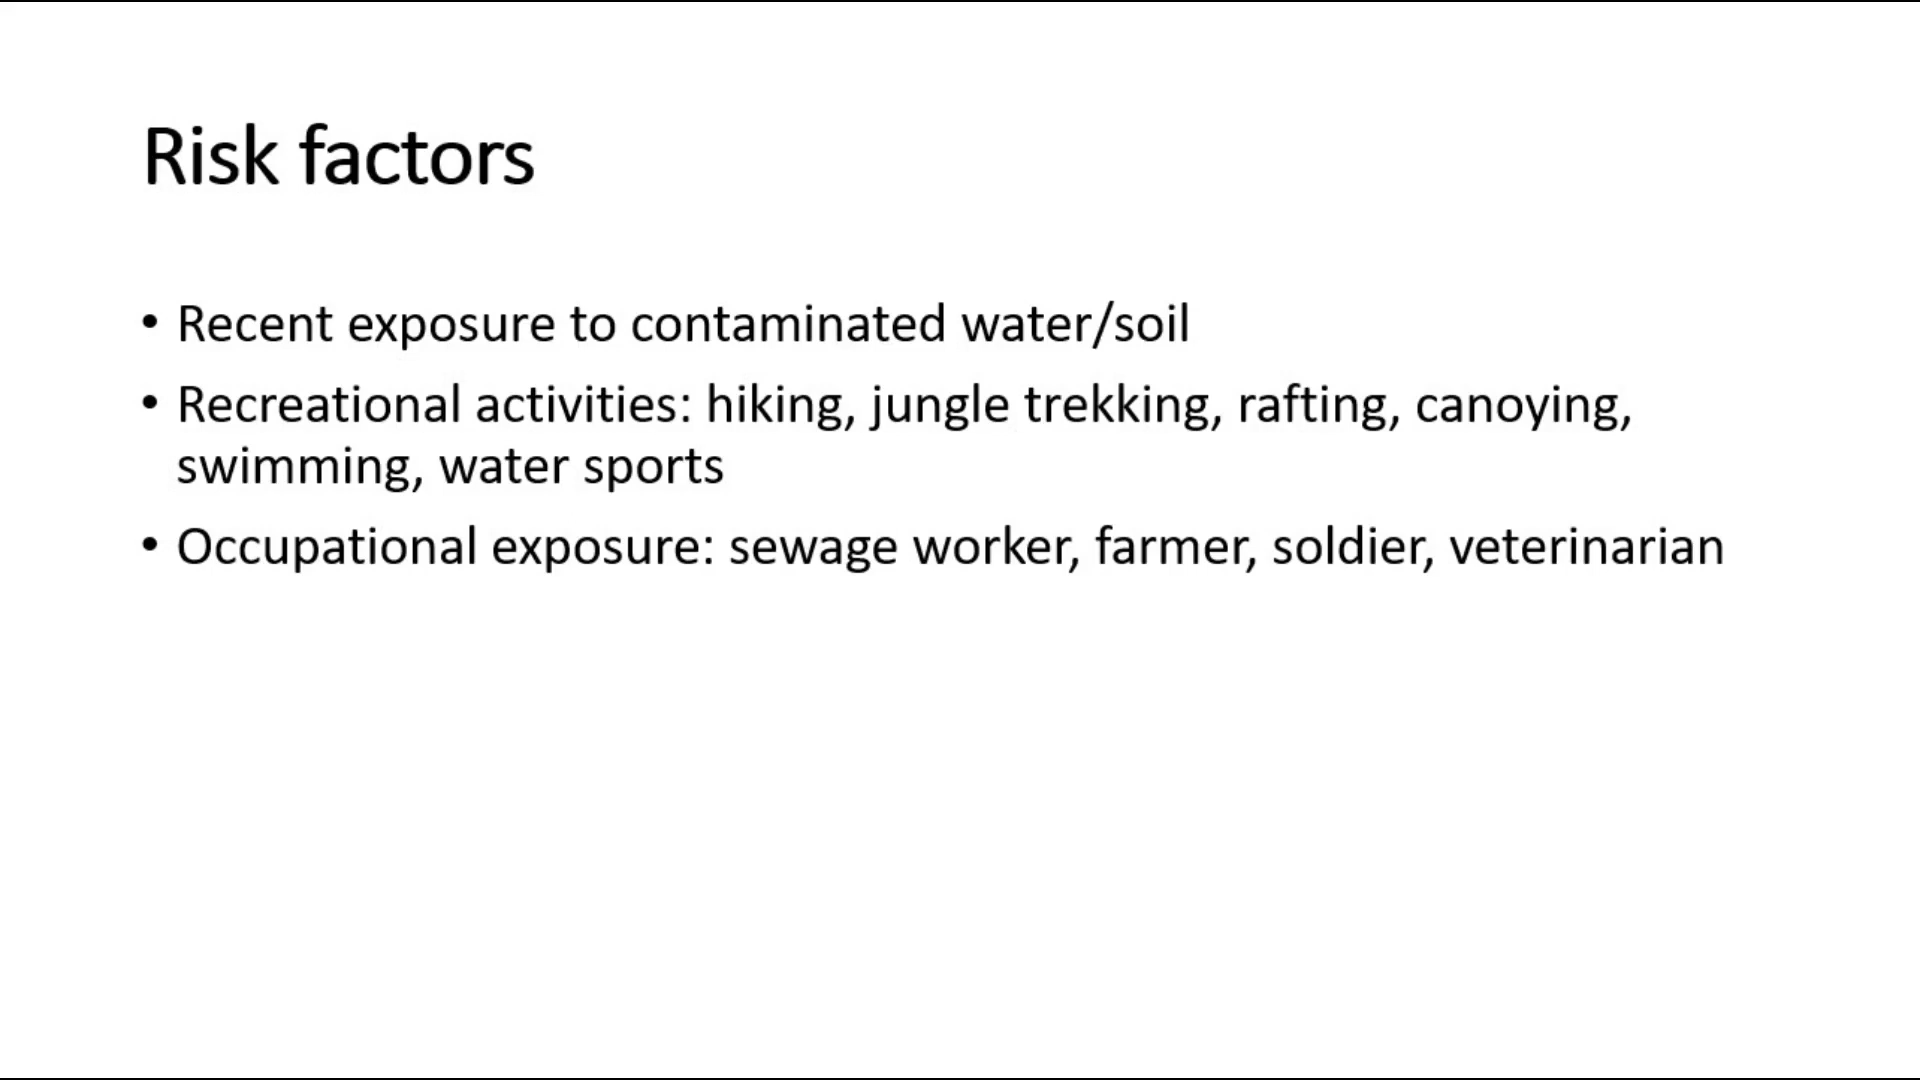 Risk factors
• Recent exposure to contaminated water/soil
• Recreational activities: hiking, jungle trekking, rafting, canoying,
swimming, water sports
• Occupational exposure: sewage worker, farmer, soldier, veterinarian